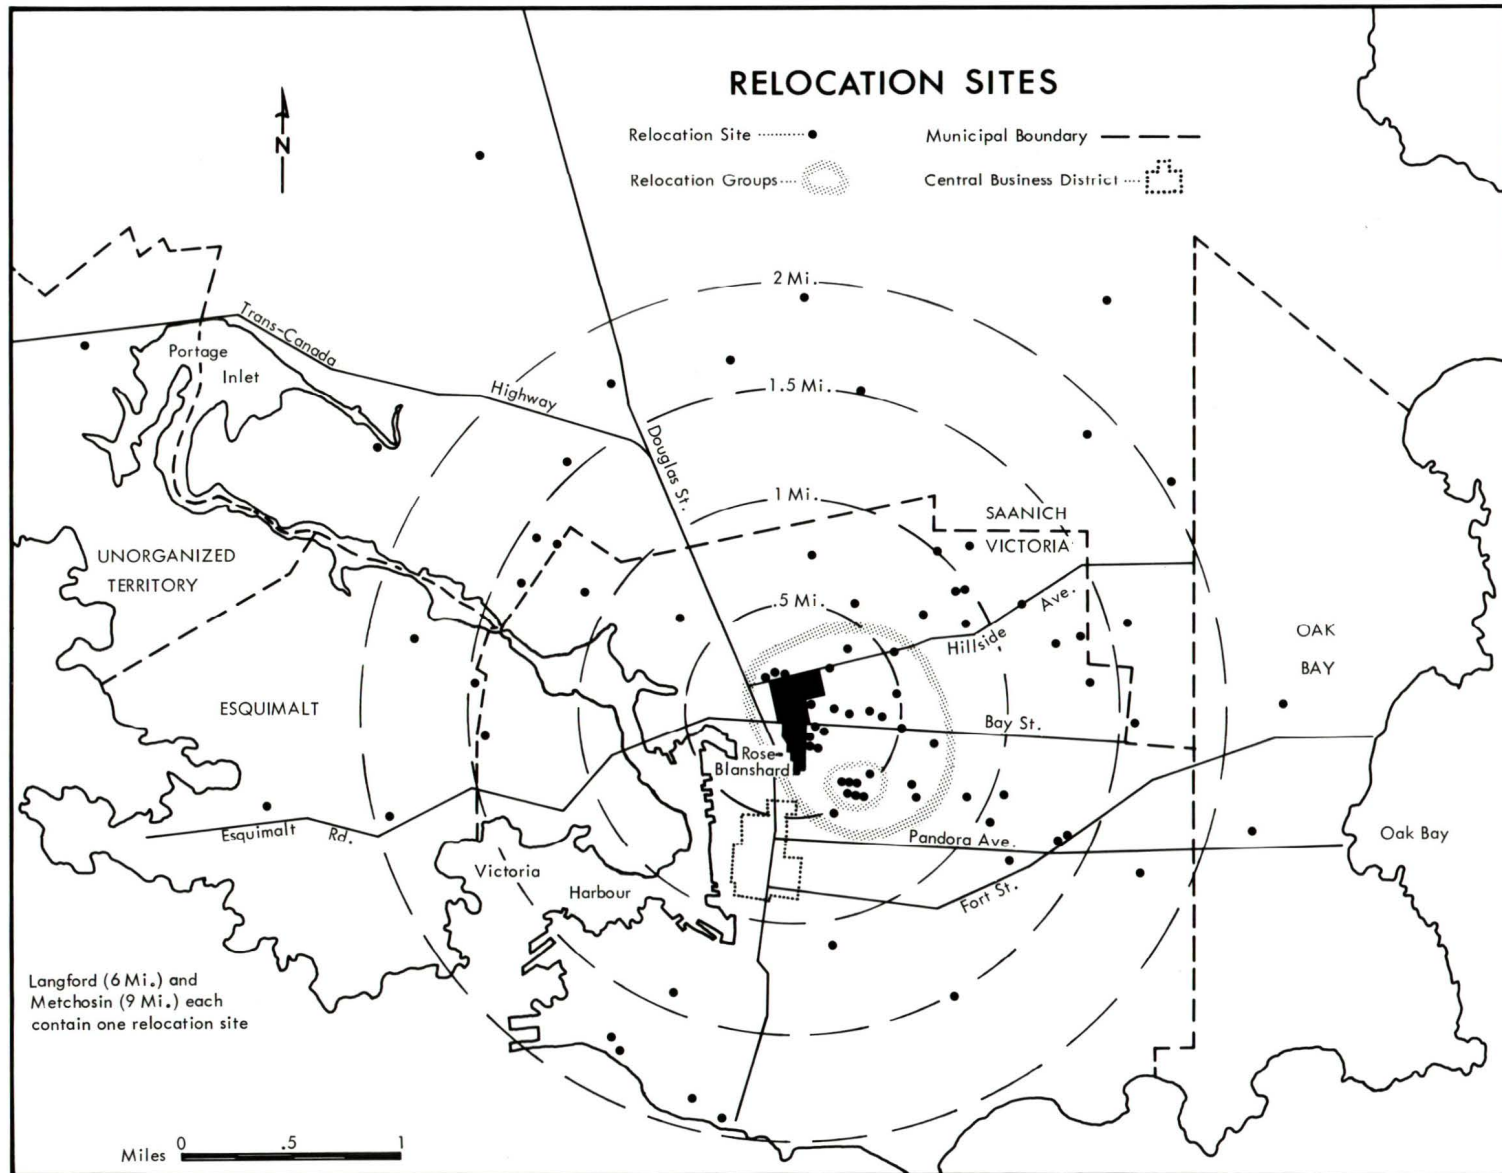 RELOCATION SITES
Relocation Site
Municipal Boundary
Relocation Groups
Central Business District
N
2 Mi.
Trans-Canada
Highway
Portage
Inlet
1.5 Mi.
Douglas St.
1 Mi.
SAANICH
VICTORIA
UNORGANIZED
TERRITORY
.5 Mi.
Hillside Ave.
OAK
BAY
ESQUIMALT
Bay St.
Rose-
Blanshard
Esquimalt Rd.
Pandora Ave.
Oak Bay
Victoria
Harbour
Fort St.
Langford (6 Mi.) and
Metchosin (9 Mi.) each
contain one relocation site
Miles 0 .5 1